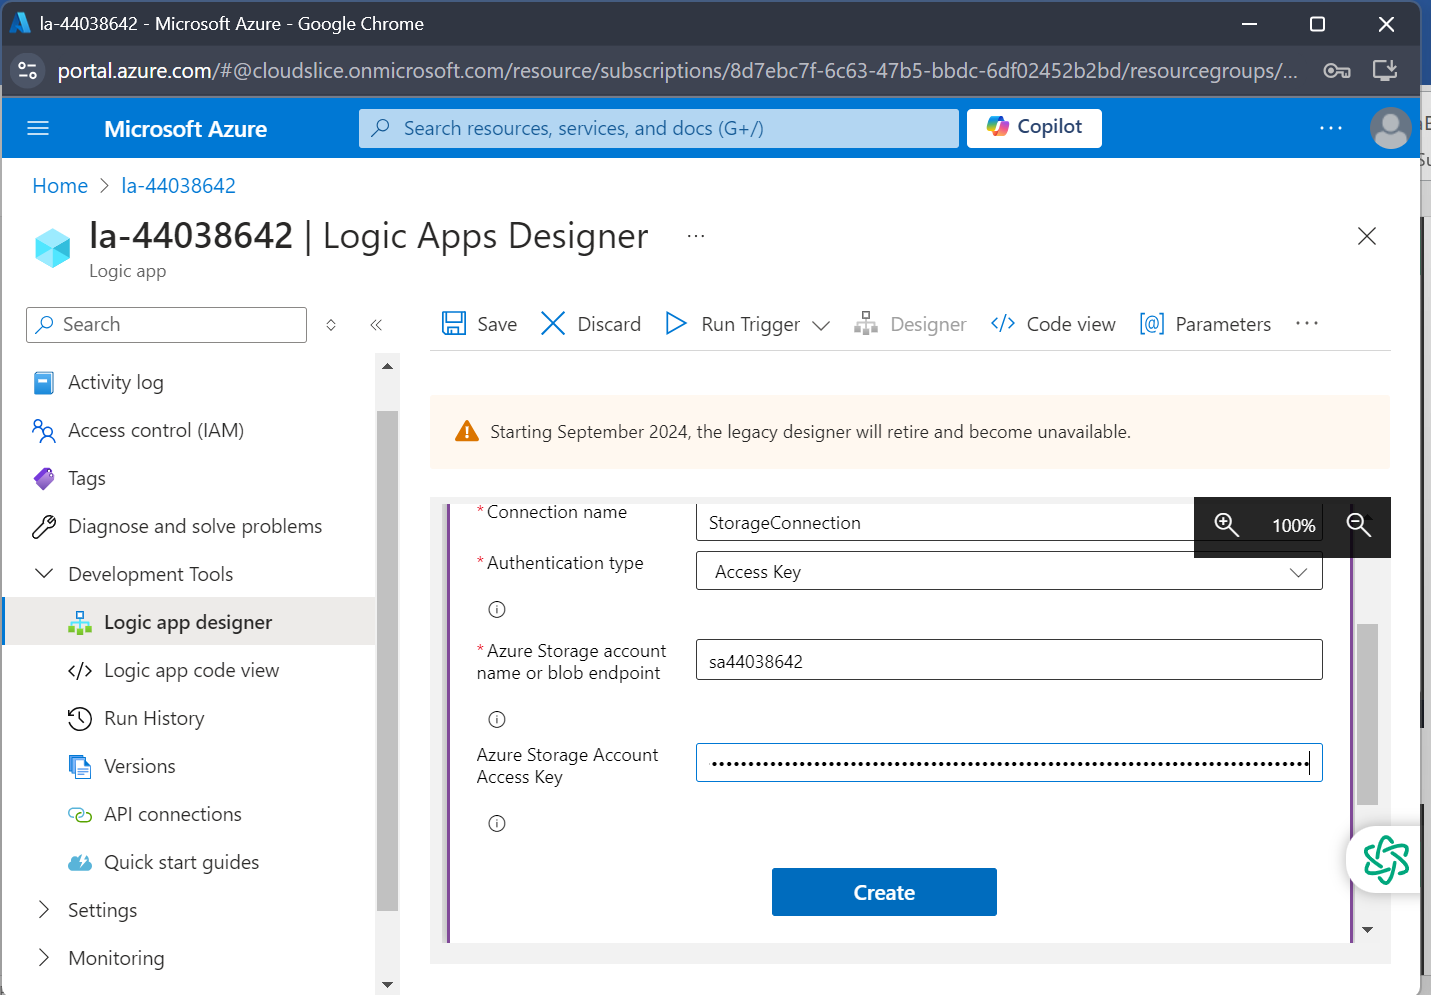 la-44038642 - Microsoft Azure - Google Chrome
portal.azure.com/#@cloudslice.onmicrosoft.com/resource/subscriptions/8d7ebc7f-6c63-47b5-bbdc-6df02452b2bd/resourcegroups/...
Microsoft Azure
Search resources, services, and docs (G+/)
Copilot
Home > la-44038642
la-44038642 | Logic Apps Designer
Logic app
Search
Save
Discard
Run Trigger
Designer
Code view
Parameters
Activity log
Access control (IAM)
Tags
Diagnose and solve problems
Development Tools
Logic app designer
Logic app code view
Run History
Versions
API connections
Quick start guides
Settings
Monitoring
Starting September 2024, the legacy designer will retire and become unavailable.
100%
*Connection name
StorageConnection
*Authentication type
Access Key
*Azure Storage account
name or blob endpoint
sa44038642
Azure Storage Account
Access Key
Create